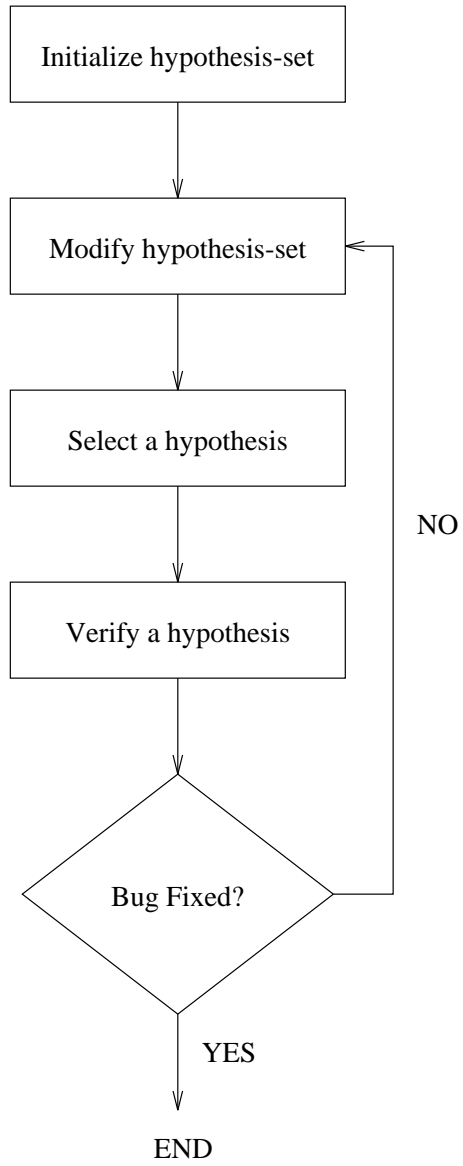 Initialize hypothesis-set
Modify hypothesis-set
Select a hypothesis
NO
Verify a hypothesis
Bug Fixed?
YES
END